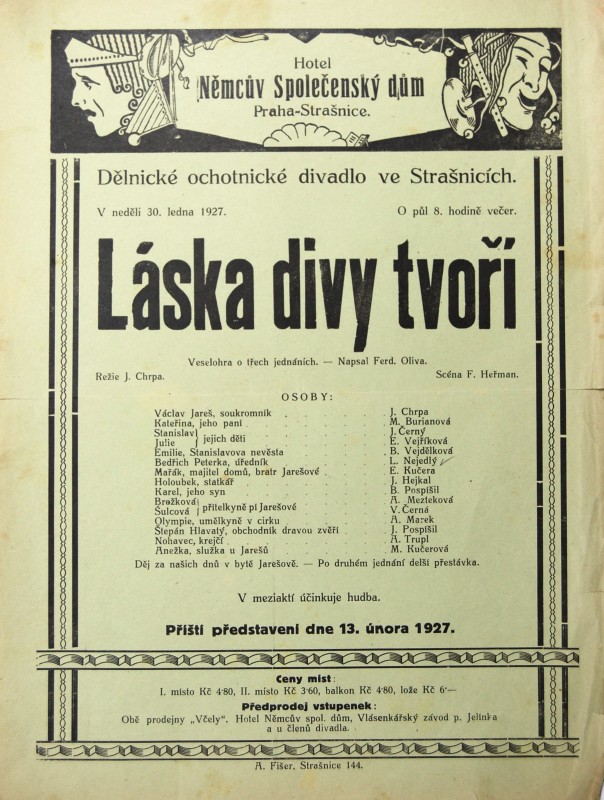 Hotel
Němcův Společenský dům
Praha-Strašnice.
Dělnické ochotnické divadlo ve Strašnicích.
V neděli 30. ledna 1927. O půl 8. hodině večer.
Láska divy tvoří
Veselohra o třech jednáních. — Napsal Ferd. Oliva.
Režie J. Chrpa. Scéna F. Heřman.
OSOBY:
Václav Jareš, soukromník J. Chrpa
Kateřina, jeho paní M. Burianová
Stanislav J. Černý
jejich děti
Julie E. Vejříková
Emilie, Stanislavova nevěsta B. Vejdělková
Bedřich Peterka, úředník L. Nejedlý
Mařák, majitel domů, bratr Jarešové E. Kučera
Holoubek, statkář J. Hejkal
Karel, jeho syn B. Pospíšil
Brožková A. Mezteková
přítelkyně pí Jarešové
Šulcová V. Černá
Olympie, umělkyně v cirku A. Marek
Štěpán Hlavatý, obchodník dravou zvěří J. Pospíšil
Nohavec, krejčí A. Trupl
Anežka, služka u Jarešů M. Kučerová
Děj za našich dnů v bytě Jarešově. — Po druhém jednání delší přestávka.
V meziaktí účinkuje hudba.
Příští představení dne 13. února 1927.
Ceny míst:
I. místo Kč 4·80, II. místo Kč 3·60, balkon Kč 4·80, lože Kč 6·—
Předprodej vstupenek:
Obě prodejny „Včely", Hotel Němcův spol. dům, Vlásenkářský závod p. Jelínka
a u členů divadla.
A. Fišer, Strašnice 144.